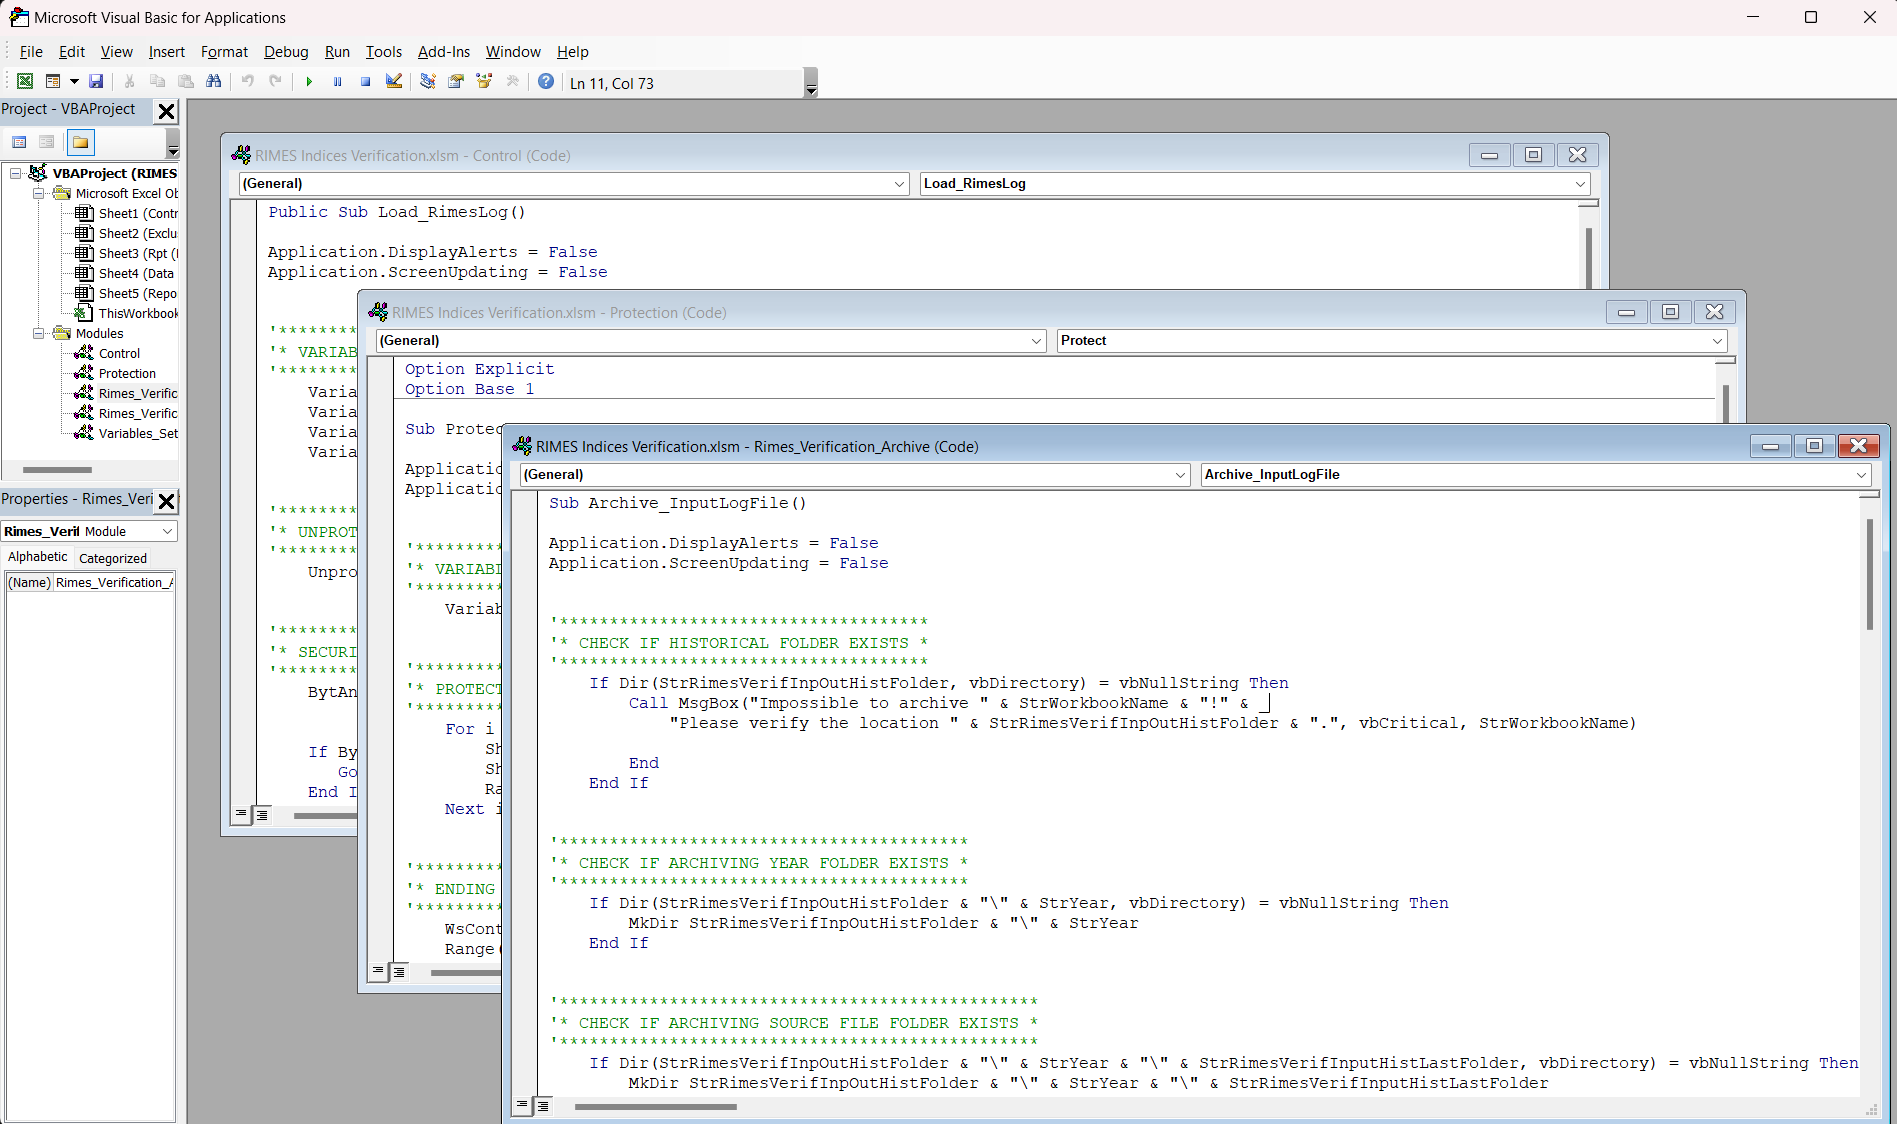 Microsoft Visual Basic for Applications
File Edit View Insert Format Debug Run Tools Add-Ins Window Help
Ln 11, Col 73
Project - VBAProject
VBAProject (RIMES
Microsoft Excel Ob
Sheet1 (Contr
Sheet2 (Exclu
Sheet3 (Rpt (
Sheet4 (Data
Sheet5 (Repo
ThisWorkbook
Modules
Control
Protection
Rimes_Verific
Rimes_Verific
Variables_Set
Properties - Rimes_Veri
Rimes_Verif Module
Alphabetic Categorized
(Name) Rimes_Verification_A
RIMES Indices Verification.xlsm - Control (Code)
(General) Load_RimesLog
Public Sub Load_RimesLog()
Application.DisplayAlerts = False
Application.ScreenUpdating = False
'*********
'* VARIAB
'*********
Varia
Varia
Varia
Varia
'*********
'* UNPROT
'*********
Unpro
'*********
'* SECURI
'*********
BytAn
If By
Go
End I
RIMES Indices Verification.xlsm - Protection (Code)
(General) Protect
Option Explicit
Option Base 1
Sub Protec
Applicatio
Applicatio
'*********
'* VARIABL
'*********
Variab
'*********
'* PROTECT
'*********
For i
Sh
Sh
Ra
Next i
'*********
'* ENDING
'*********
WsCont
Range(
RIMES Indices Verification.xlsm - Rimes_Verification_Archive (Code)
(General) Archive_InputLogFile
Sub Archive_InputLogFile()
Application.DisplayAlerts = False
Application.ScreenUpdating = False
'*************************************
'* CHECK IF HISTORICAL FOLDER EXISTS *
'*************************************
If Dir(StrRimesVerifInpOutHistFolder, vbDirectory) = vbNullString Then
Call MsgBox("Impossible to archive " & StrWorkbookName & "!" & _
"Please verify the location " & StrRimesVerifInpOutHistFolder & ".", vbCritical, StrWorkbookName)
End
End If
'*****************************************
'* CHECK IF ARCHIVING YEAR FOLDER EXISTS *
'*****************************************
If Dir(StrRimesVerifInpOutHistFolder & "\" & StrYear, vbDirectory) = vbNullString Then
MkDir StrRimesVerifInpOutHistFolder & "\" & StrYear
End If
'************************************************
'* CHECK IF ARCHIVING SOURCE FILE FOLDER EXISTS *
'************************************************
If Dir(StrRimesVerifInpOutHistFolder & "\" & StrYear & "\" & StrRimesVerifInputHistLastFolder, vbDirectory) = vbNullString Then
MkDir StrRimesVerifInpOutHistFolder & "\" & StrYear & "\" & StrRimesVerifInputHistLastFolder